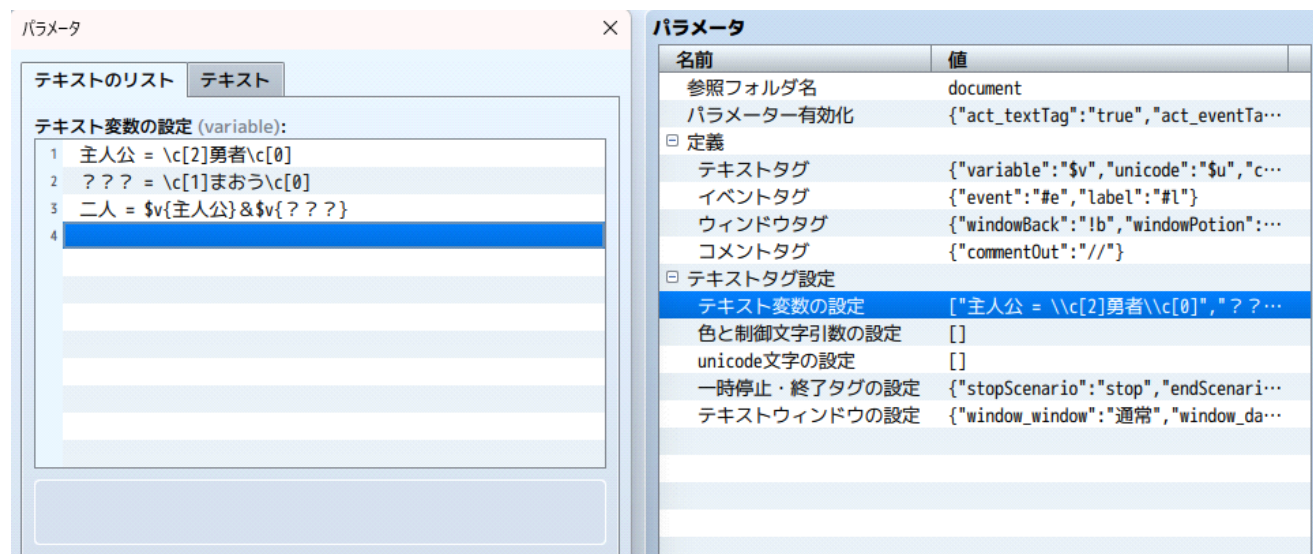 パラメータ
テキストのリスト テキスト
テキスト変数の設定 (variable):
1 主人公 = \c[2]勇者\c[0]
2 ？？？ = \c[1]まおう\c[0]
3 二人 = $v{主人公}＆$v{？？？}
4
パラメータ
名前 値
参照フォルダ名 document
パラメーター有効化 {"act_textTag":"true","act_eventTa…
定義
テキストタグ {"variable":"$v","unicode":"$u","c…
イベントタグ {"event":"#e","label":"#l"}
ウィンドウタグ {"windowBack":"!b","windowPotion":…
コメントタグ {"commentOut":"//"}
テキストタグ設定
テキスト変数の設定 ["主人公 = \\c[2]勇者\\c[0]","？？…
色と制御文字引数の設定 []
unicode文字の設定 []
一時停止・終了タグの設定 {"stopScenario":"stop","endScenari…
テキストウィンドウの設定 {"window_window":"通常","window_da…